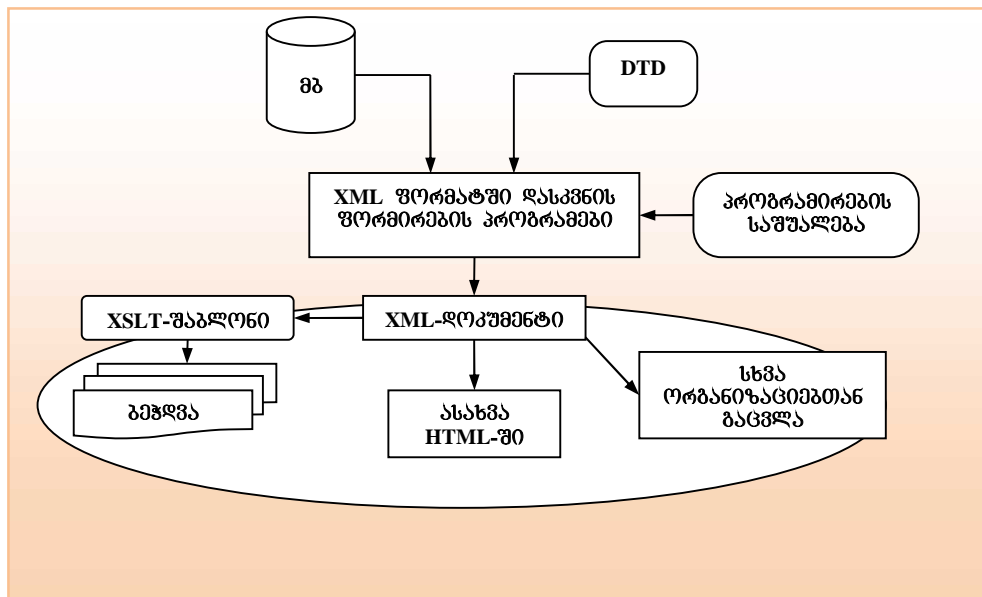 მბ
DTD
XML ფორმატში დასკვნის
ფორმირების პროგრამები
პროგრამირების
საშუალება
XSLT-შაბლონი
XML-დოკუმენტი
ბეჭდვა
ასახვა
HTML-ში
სხვა
ორგანიზაციებთან
გაცვლა